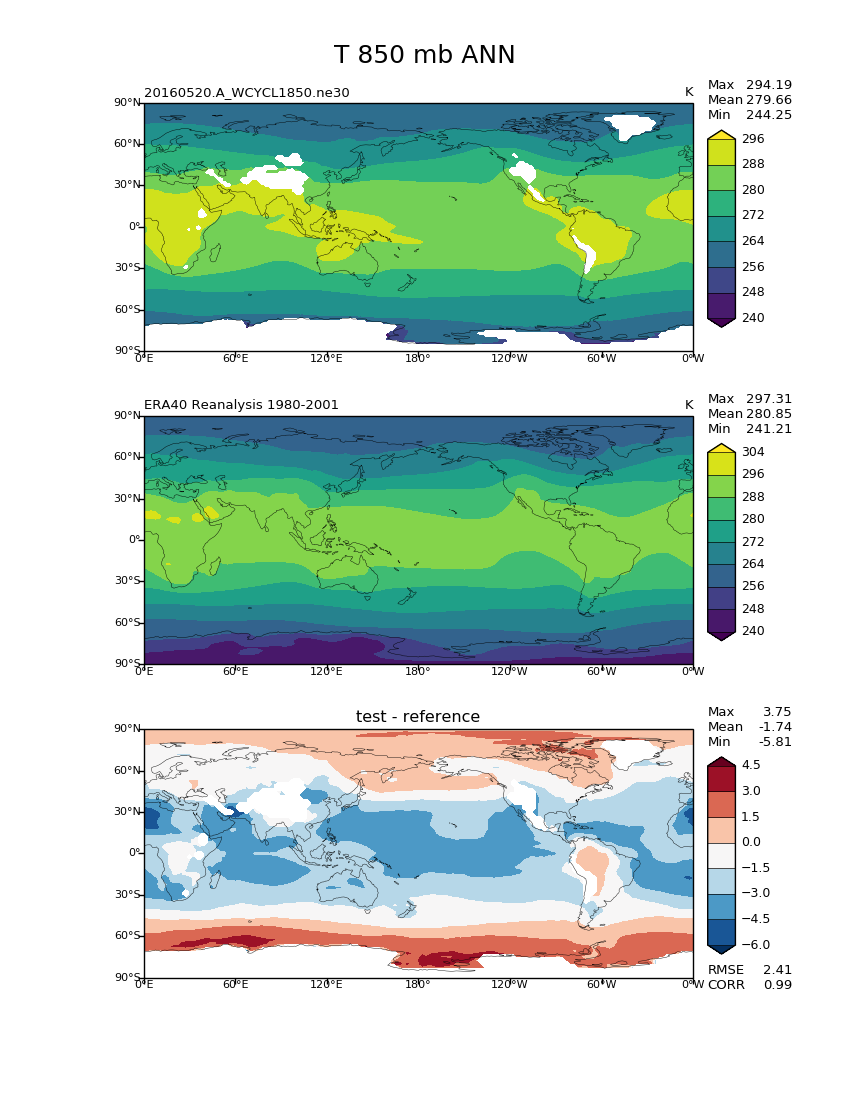 T 850 mb ANN
20160520.A_WCYCL1850.ne30 K
Max 294.19
Mean 279.66
Min 244.25
90°N
60°N
30°N
0°
30°S
60°S
90°S
0°E 60°E 120°E 180° 120°W 60°W 0°W
296
288
280
272
264
256
248
240
ERA40 Reanalysis 1980-2001 K
Max 297.31
Mean 280.85
Min 241.21
90°N
60°N
30°N
0°
30°S
60°S
90°S
0°E 60°E 120°E 180° 120°W 60°W 0°W
304
296
288
280
272
264
256
248
240
test - reference
Max 3.75
Mean -1.74
Min -5.81
90°N
60°N
30°N
0°
30°S
60°S
90°S
0°E 60°E 120°E 180° 120°W 60°W 0°W
4.5
3.0
1.5
0.0
−1.5
−3.0
−4.5
−6.0
RMSE 2.41
CORR 0.99